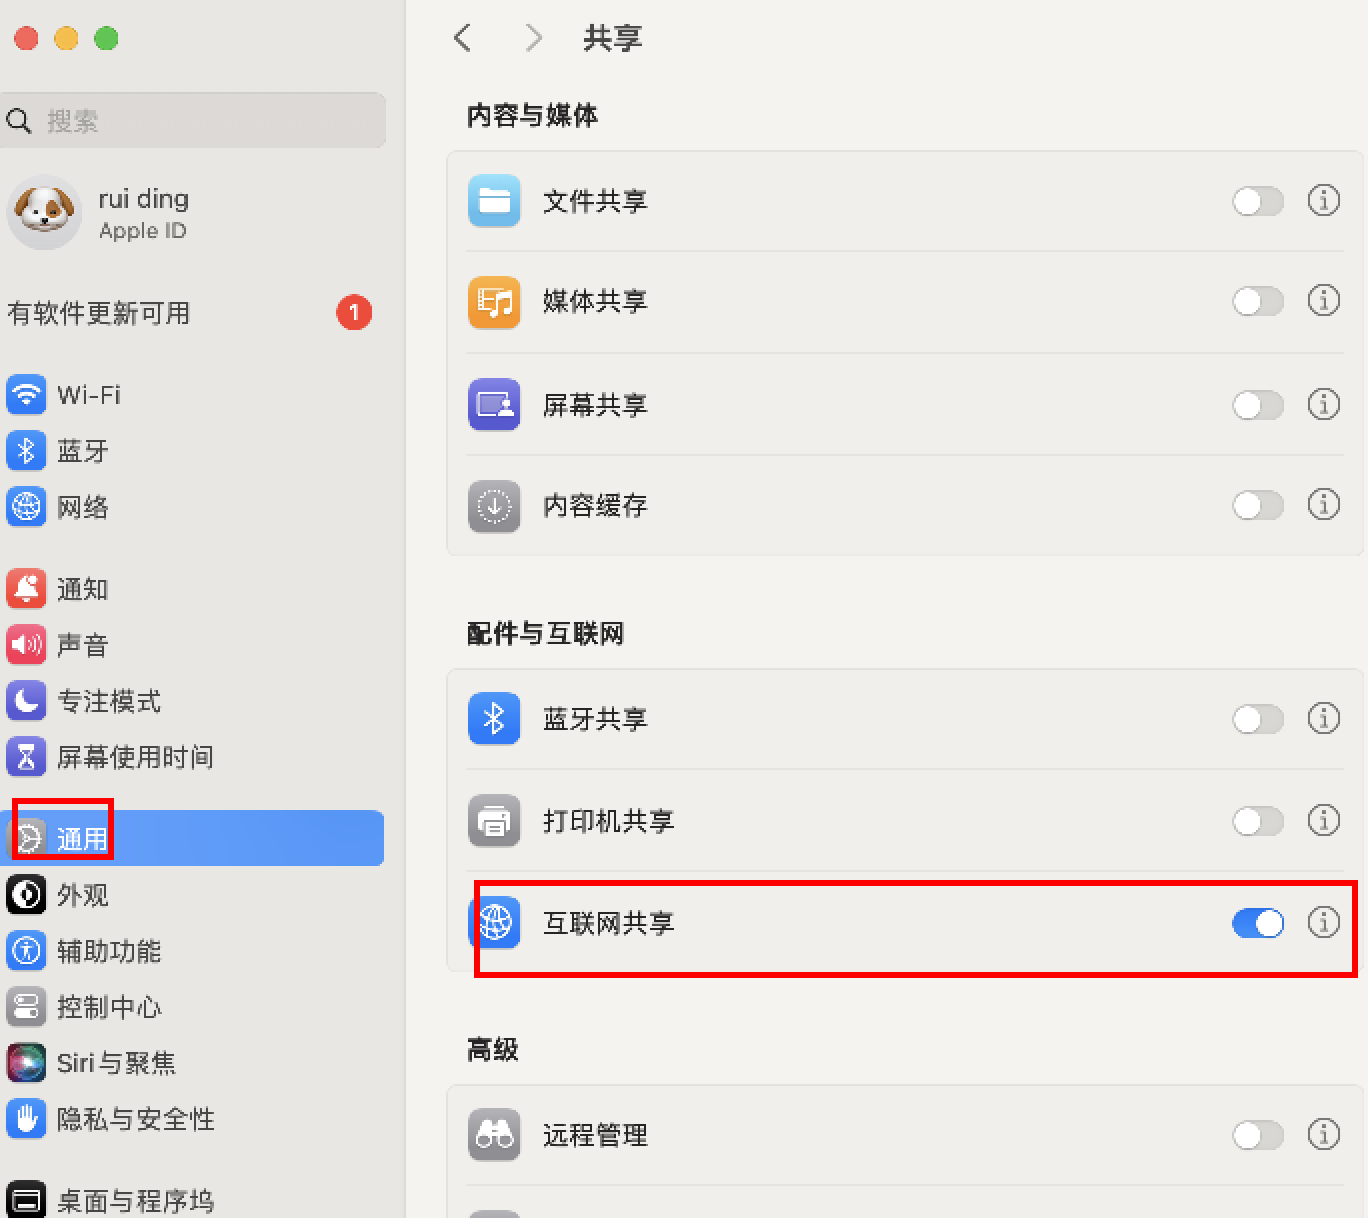 搜索
rui ding
Apple ID
有软件更新可用
1
Wi-Fi
蓝牙
网络
通知
声音
专注模式
屏幕使用时间
通用
外观
辅助功能
控制中心
Siri与聚焦
隐私与安全性
桌面与程序坞
共享
内容与媒体
文件共享
媒体共享
屏幕共享
内容缓存
配件与互联网
蓝牙共享
打印机共享
互联网共享
高级
远程管理